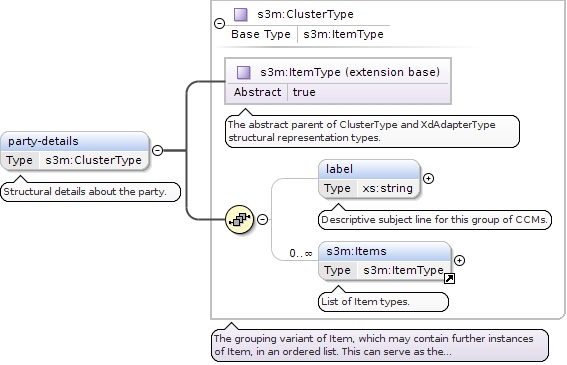 s3m:ClusterType
Base Type s3m:ItemType
s3m:ItemType (extension base)
Abstract true
The abstract parent of ClusterType and XdAdapterType
structural representation types.
party-details
Type s3m:ClusterType
Structural details about the party.
label
Type xs:string
Descriptive subject line for this group of CCMs.
0..∞
s3m:Items
Type s3m:ItemType
List of Item types.
The grouping variant of Item, which may contain further instances
of Item, in an ordered list. This can serve as the...